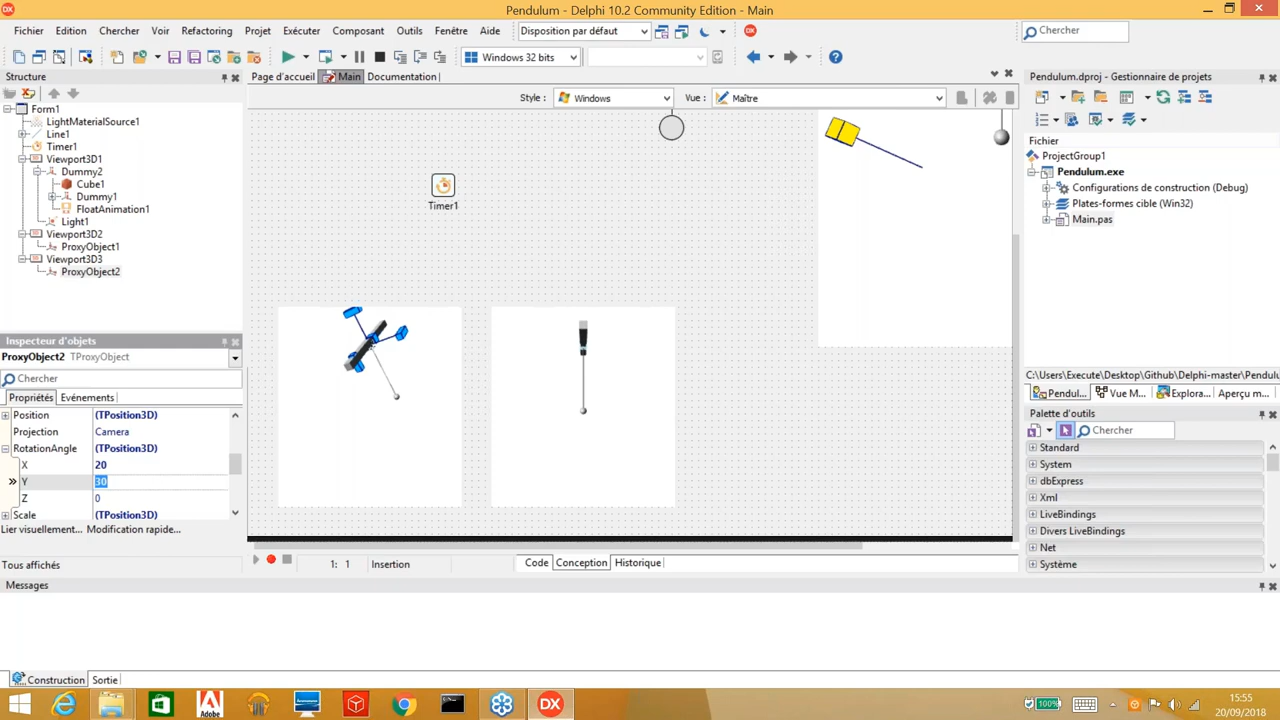 DX
Pendulum - Delphi 10.2 Community Edition - Main
Fichier Edition Chercher Voir Refactoring Projet Exécuter Composant Outils Fenêtre Aide
Disposition par défaut
DX
Chercher
Windows 32 bits
Structure
Page d'accueil Main Documentation
Pendulum.dproj - Gestionnaire de projets
Style : Windows
Vue : Maître
Form1
LightMaterialSource1
Line1
Timer1
Viewport3D1
Dummy2
Cube1
Dummy1
FloatAnimation1
Light1
Viewport3D2
ProxyObject1
Viewport3D3
ProxyObject2
Timer1
Fichier
ProjectGroup1
Pendulum.exe
Configurations de construction (Debug)
Plates-formes cible (Win32)
Main.pas
Inspecteur d'objets
ProxyObject2 TProxyObject
Chercher
Propriétés Evénements
Position (TPosition3D)
Projection Camera
RotationAngle (TPosition3D)
X 20
Y 30
Z 0
Scale (TPosition3D)
Lier visuellement... Modification rapide...
Tous affichés
C:\Users\Execute\Desktop\Github\Delphi-master\Pendulu
Pendul... Vue M... Explora... Aperçu m...
Palette d'outils
Chercher
Standard
System
dbExpress
Xml
LiveBindings
Divers LiveBindings
Net
Système
1: 1 Insertion
Code Conception Historique
Messages
Construction Sortie
Adobe
DX
100%
15:55
20/09/2018